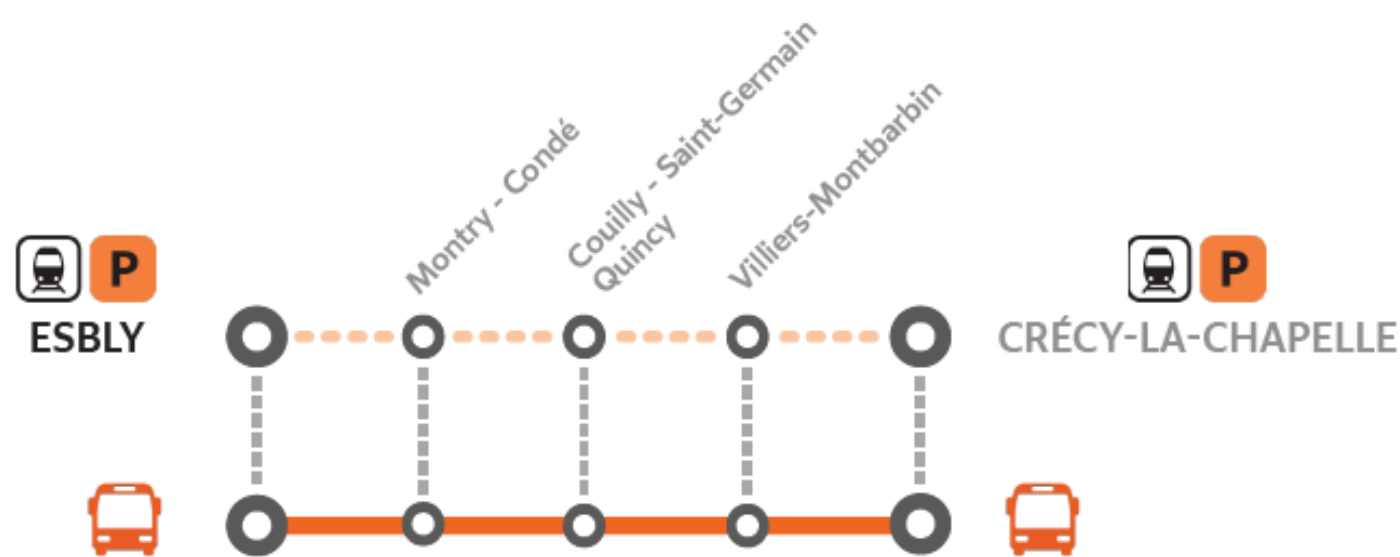 Montry - Condé
Couilly - Saint-Germain
Quincy
Villiers-Montbarbin
P
ESBLY
P
CRÉCY-LA-CHAPELLE